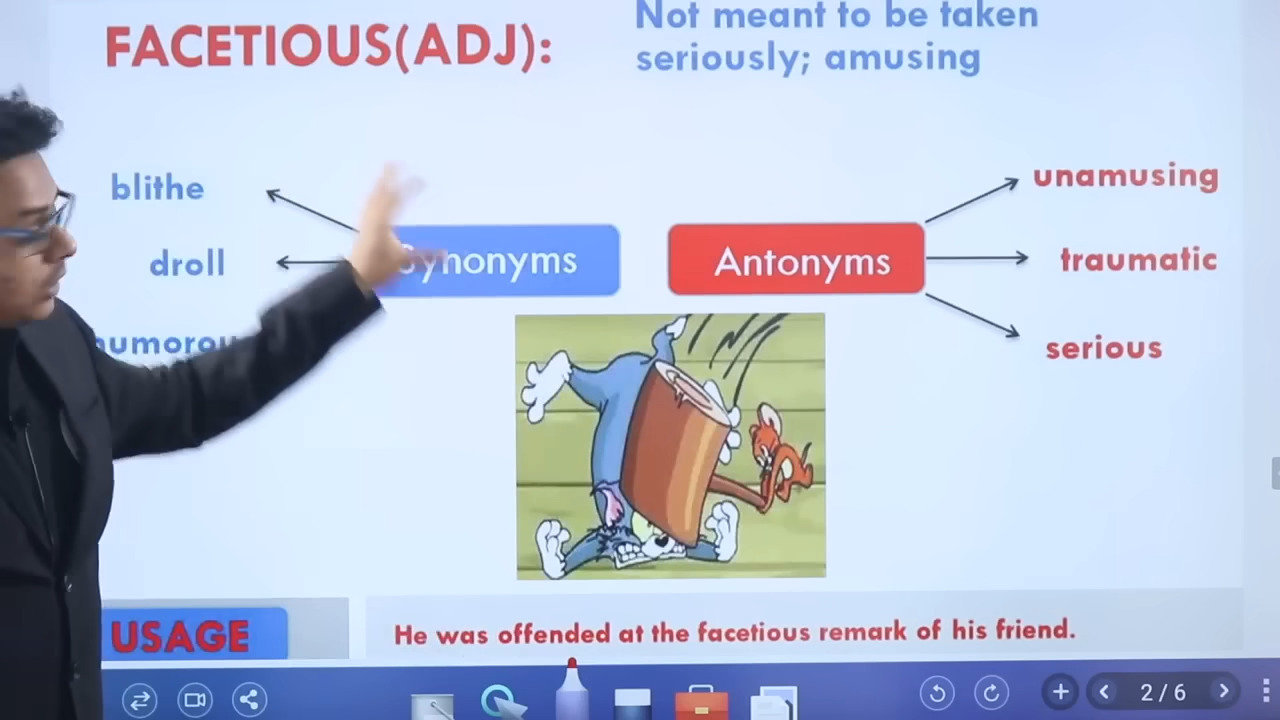 FACETIOUS(ADJ):
Not meant to be taken
seriously; amusing
blithe
droll
Synonyms
Antonyms
unamusing
traumatic
serious
USAGE
He was offended at the facetious remark of his friend.
2 / 6